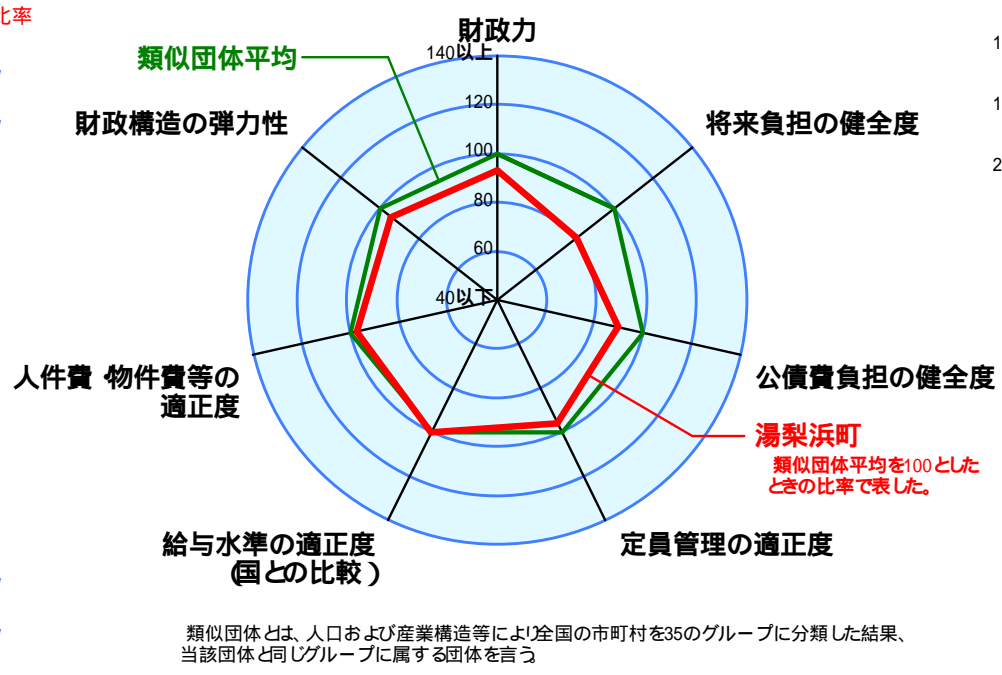 比率
財政力
140以上
類似団体平均
120
財政構造の弾力性
将来負担の健全度
100
80
60
40以下
人件費・物件費等の
適正度
公債費負担の健全度
湯梨浜町
類似団体平均を100とした
ときの比率で表した。
給与水準の適正度
(国との比較)
定員管理の適正度
類似団体とは、人口および産業構造等により全国の市町村を35のグループに分類した結果、
当該団体と同じグループに属する団体を言う。
1
1
2